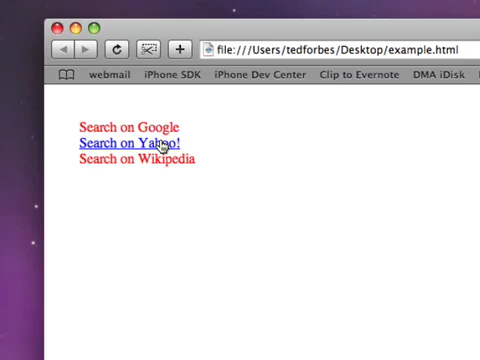 file:///Users/tedforbes/Desktop/example.html
webmail iPhone SDK iPhone Dev Center Clip to Evernote DMA iDisk
Search on Google
Search on Yahoo!
Search on Wikipedia